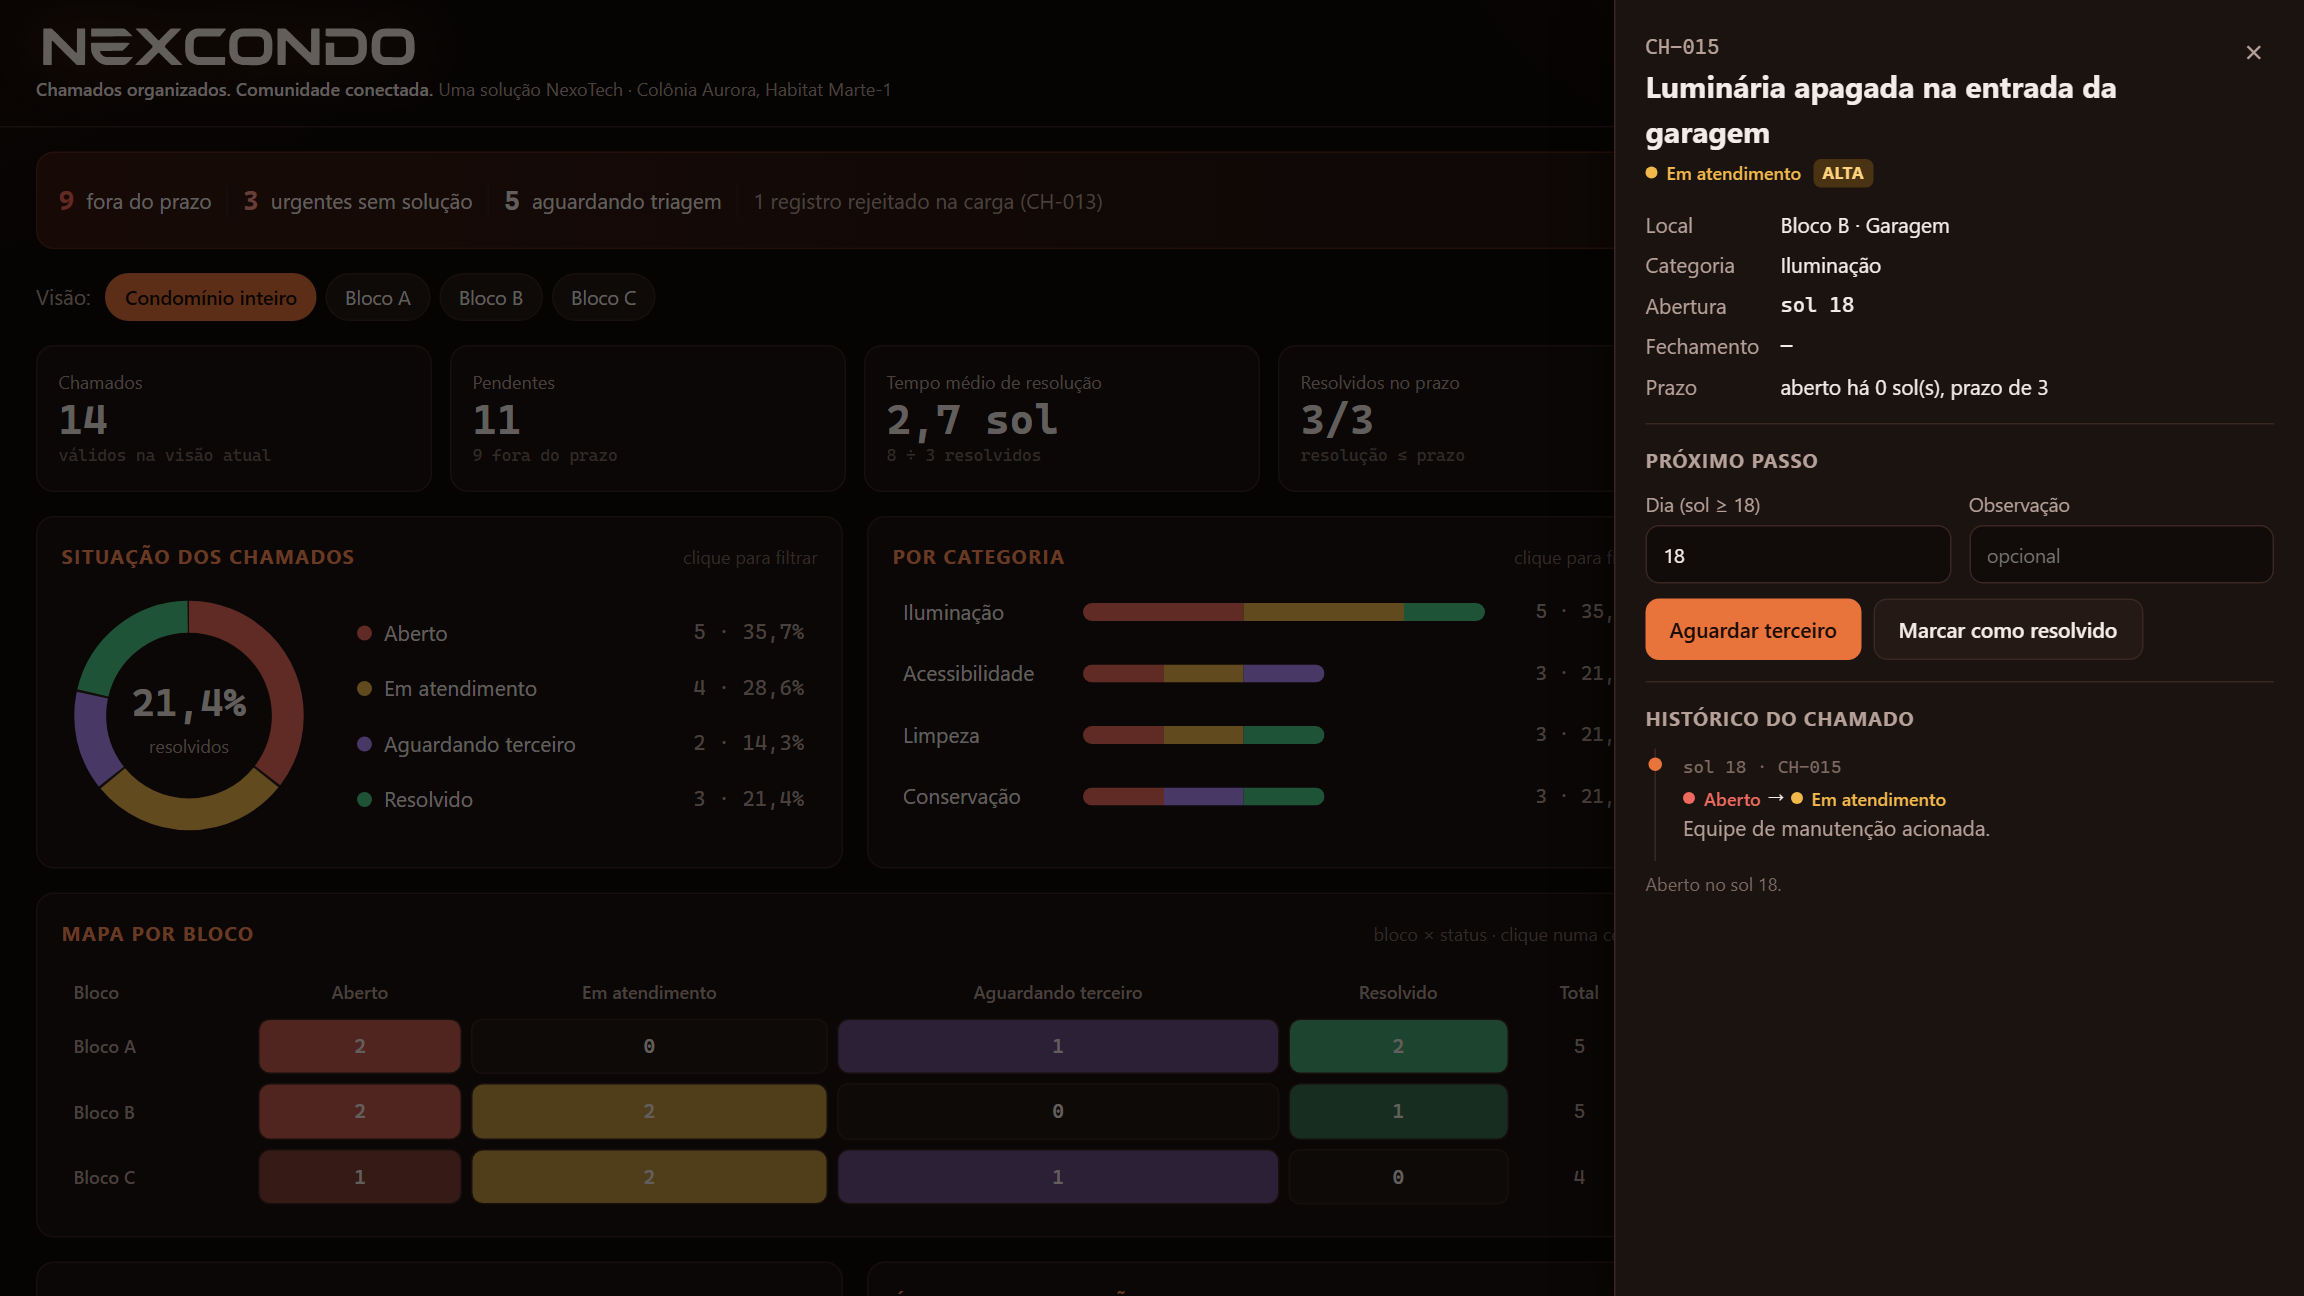 NEXCONDO
Chamados organizados. Comunidade conectada. Uma solução NexoTech · Colônia Aurora, Habitat Marte-1
9 fora do prazo 3 urgentes sem solução 5 aguardando triagem 1 registro rejeitado na carga (CH-013)
Visão: Condomínio inteiro Bloco A Bloco B Bloco C
Chamados
14
válidos na visão atual
Pendentes
11
9 fora do prazo
Tempo médio de resolução
2,7 sol
8 ÷ 3 resolvidos
Resolvidos no prazo
3/3
resolução ≤ prazo
SITUAÇÃO DOS CHAMADOS clique para filtrar
21,4%
resolvidos
Aberto 5 · 35,7%
Em atendimento 4 · 28,6%
Aguardando terceiro 2 · 14,3%
Resolvido 3 · 21,4%
POR CATEGORIA clique para
Iluminação 5 · 35,
Acessibilidade 3 · 21,
Limpeza 3 · 21,
Conservação 3 · 21,
MAPA POR BLOCO bloco × status · clique numa
Bloco Aberto Em atendimento Aguardando terceiro Resolvido Total
Bloco A 2 0 1 2 5
Bloco B 2 2 0 1 5
Bloco C 1 2 1 0 4
CH-015
×
Luminária apagada na entrada da
garagem
Em atendimento ALTA
Local Bloco B · Garagem
Categoria Iluminação
Abertura sol 18
Fechamento —
Prazo aberto há 0 sol(s), prazo de 3
PRÓXIMO PASSO
Dia (sol ≥ 18) Observação
18 opcional
Aguardar terceiro Marcar como resolvido
HISTÓRICO DO CHAMADO
sol 18 · CH-015
Aberto → Em atendimento
Equipe de manutenção acionada.
Aberto no sol 18.